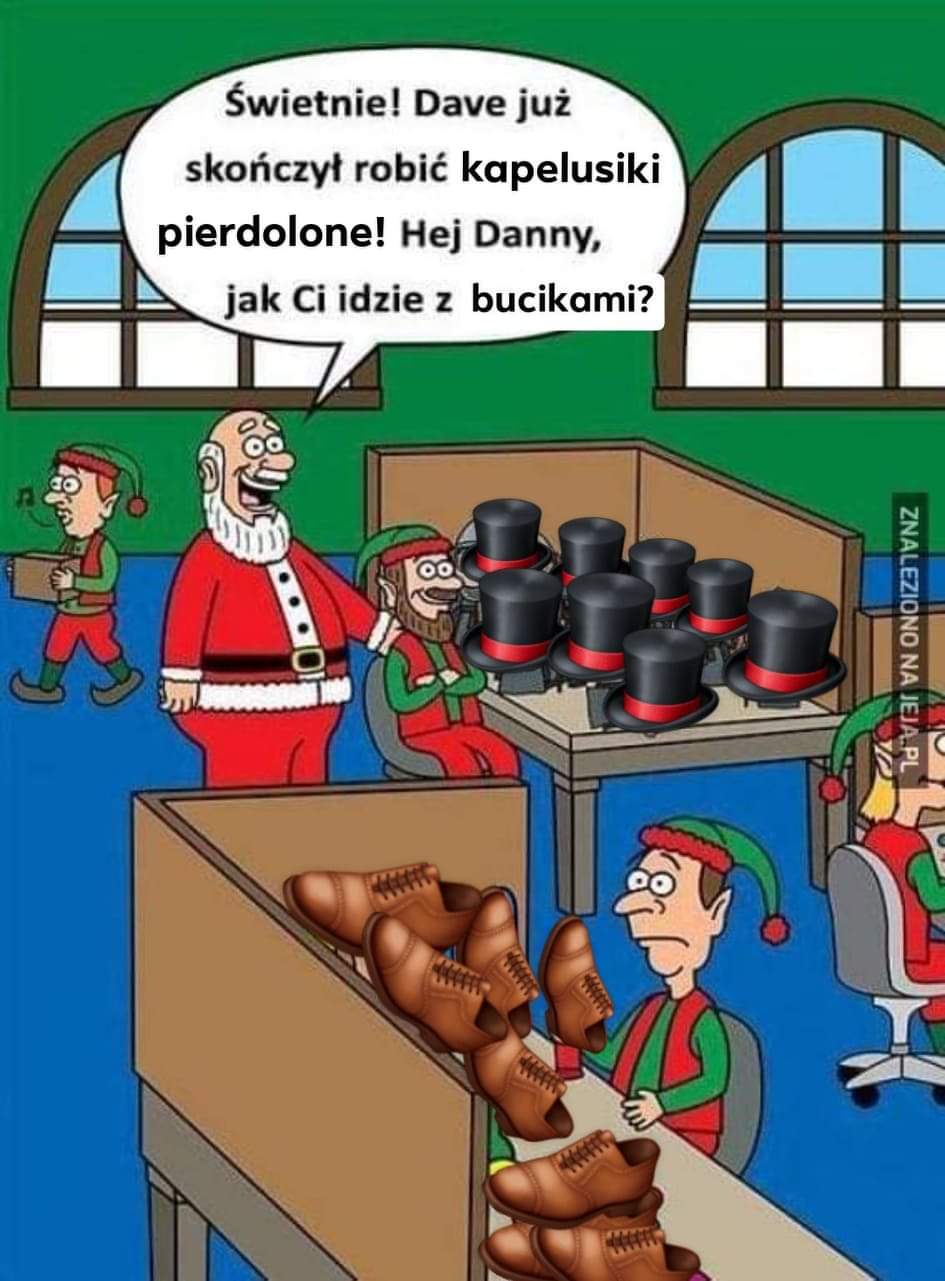 Świetnie! Dave już
skończył robić kapelusiki
pierdolone! Hej Danny,
jak Ci idzie z bucikami?
ZNALEZIONO NA JEJA.PL